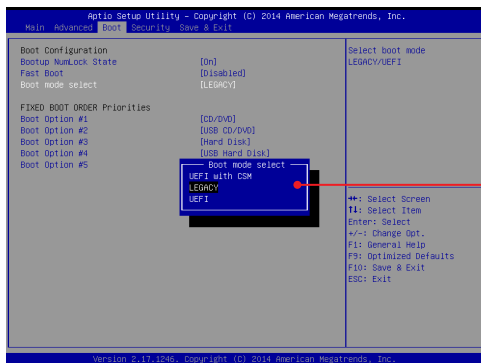 Aptio Setup Utility – Copyright (C) 2014 American Megatrends, Inc.
Main Advanced Boot Security Save & Exit
Boot Configuration
Bootup NumLock State [On]
Fast Boot [Disabled]
Boot mode select [LEGACY]
FIXED BOOT ORDER Priorities
Boot Option #1 [CD/DVD]
Boot Option #2 [USB CD/DVD]
Boot Option #3 [Hard Disk]
Boot Option #4 [USB Hard Disk]
Boot Option #5
Boot mode select
UEFI with CSM
LEGACY
UEFI
Select boot mode
LEGACY/UEFI
→←: Select Screen
↑↓: Select Item
Enter: Select
+/-: Change Opt.
F1: General Help
F9: Optimized Defaults
F10: Save & Exit
ESC: Exit
Version 2.17.1246. Copyright (C) 2014 American Megatrends, Inc.